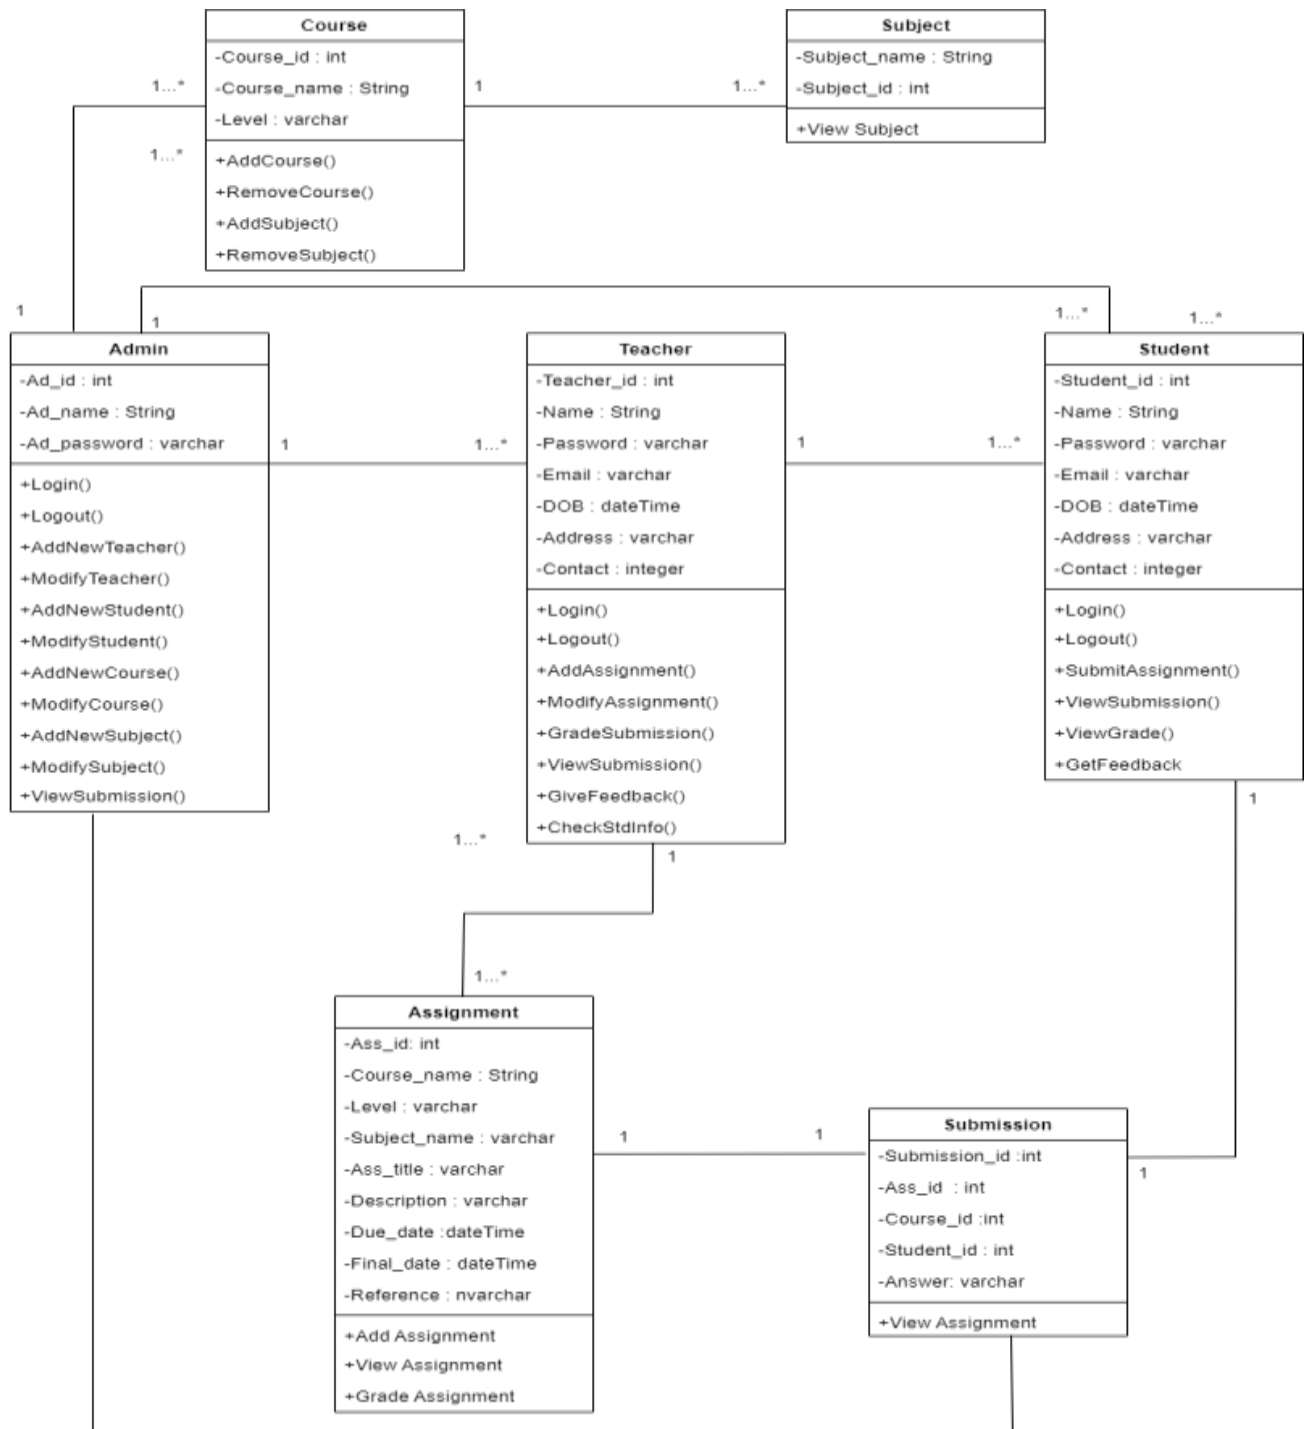 Course
-Course_id : int
-Course_name : String
-Level : varchar
+AddCourse()
+RemoveCourse()
+AddSubject()
+RemoveSubject()
1...*
1...*
1
1...*
Subject
-Subject_name : String
-Subject_id : int
+View Subject
1
1
1...*
1...*
Admin
-Ad_id : int
-Ad_name : String
-Ad_password : varchar
+Login()
+Logout()
+AddNewTeacher()
+ModifyTeacher()
+AddNewStudent()
+ModifyStudent()
+AddNewCourse()
+ModifyCourse()
+AddNewSubject()
+ModifySubject()
+ViewSubmission()
1
1...*
Teacher
-Teacher_id : int
-Name : String
-Password : varchar
-Email : varchar
-DOB : dateTime
-Address : varchar
-Contact : integer
+Login()
+Logout()
+AddAssignment()
+ModifyAssignment()
+GradeSubmission()
+ViewSubmission()
+GiveFeedback()
+CheckStdInfo()
1
1...*
Student
-Student_id : int
-Name : String
-Password : varchar
-Email : varchar
-DOB : dateTime
-Address : varchar
-Contact : integer
+Login()
+Logout()
+SubmitAssignment()
+ViewSubmission()
+ViewGrade()
+GetFeedback
1
1...*
1
1...*
Assignment
-Ass_id: int
-Course_name : String
-Level : varchar
-Subject_name : varchar
-Ass_title : varchar
-Description : varchar
-Due_date :dateTime
-Final_date : dateTime
-Reference : nvarchar
+Add Assignment
+View Assignment
+Grade Assignment
1
1
Submission
-Submission_id :int
-Ass_id : int
-Course_id :int
-Student_id : int
-Answer: varchar
+View Assignment
1